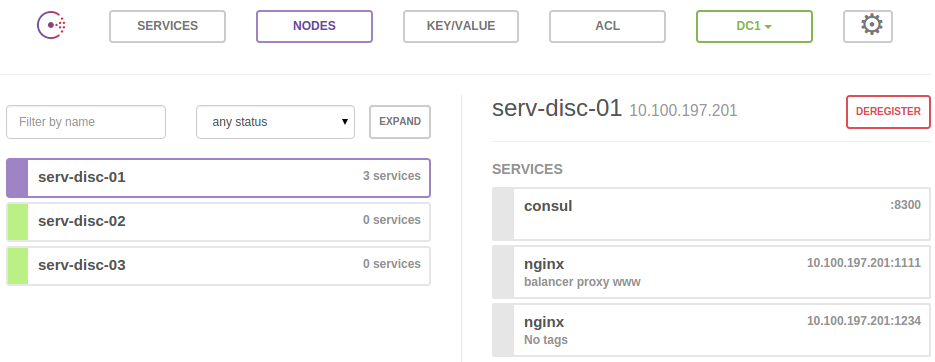 SERVICES NODES KEY/VALUE ACL DC1
Filter by name any status EXPAND
serv-disc-01 3 services
serv-disc-02 0 services
serv-disc-03 0 services
serv-disc-01 10.100.197.201 DEREGISTER
SERVICES
consul :8300
nginx 10.100.197.201:1111
balancer proxy www
nginx 10.100.197.201:1234
No tags